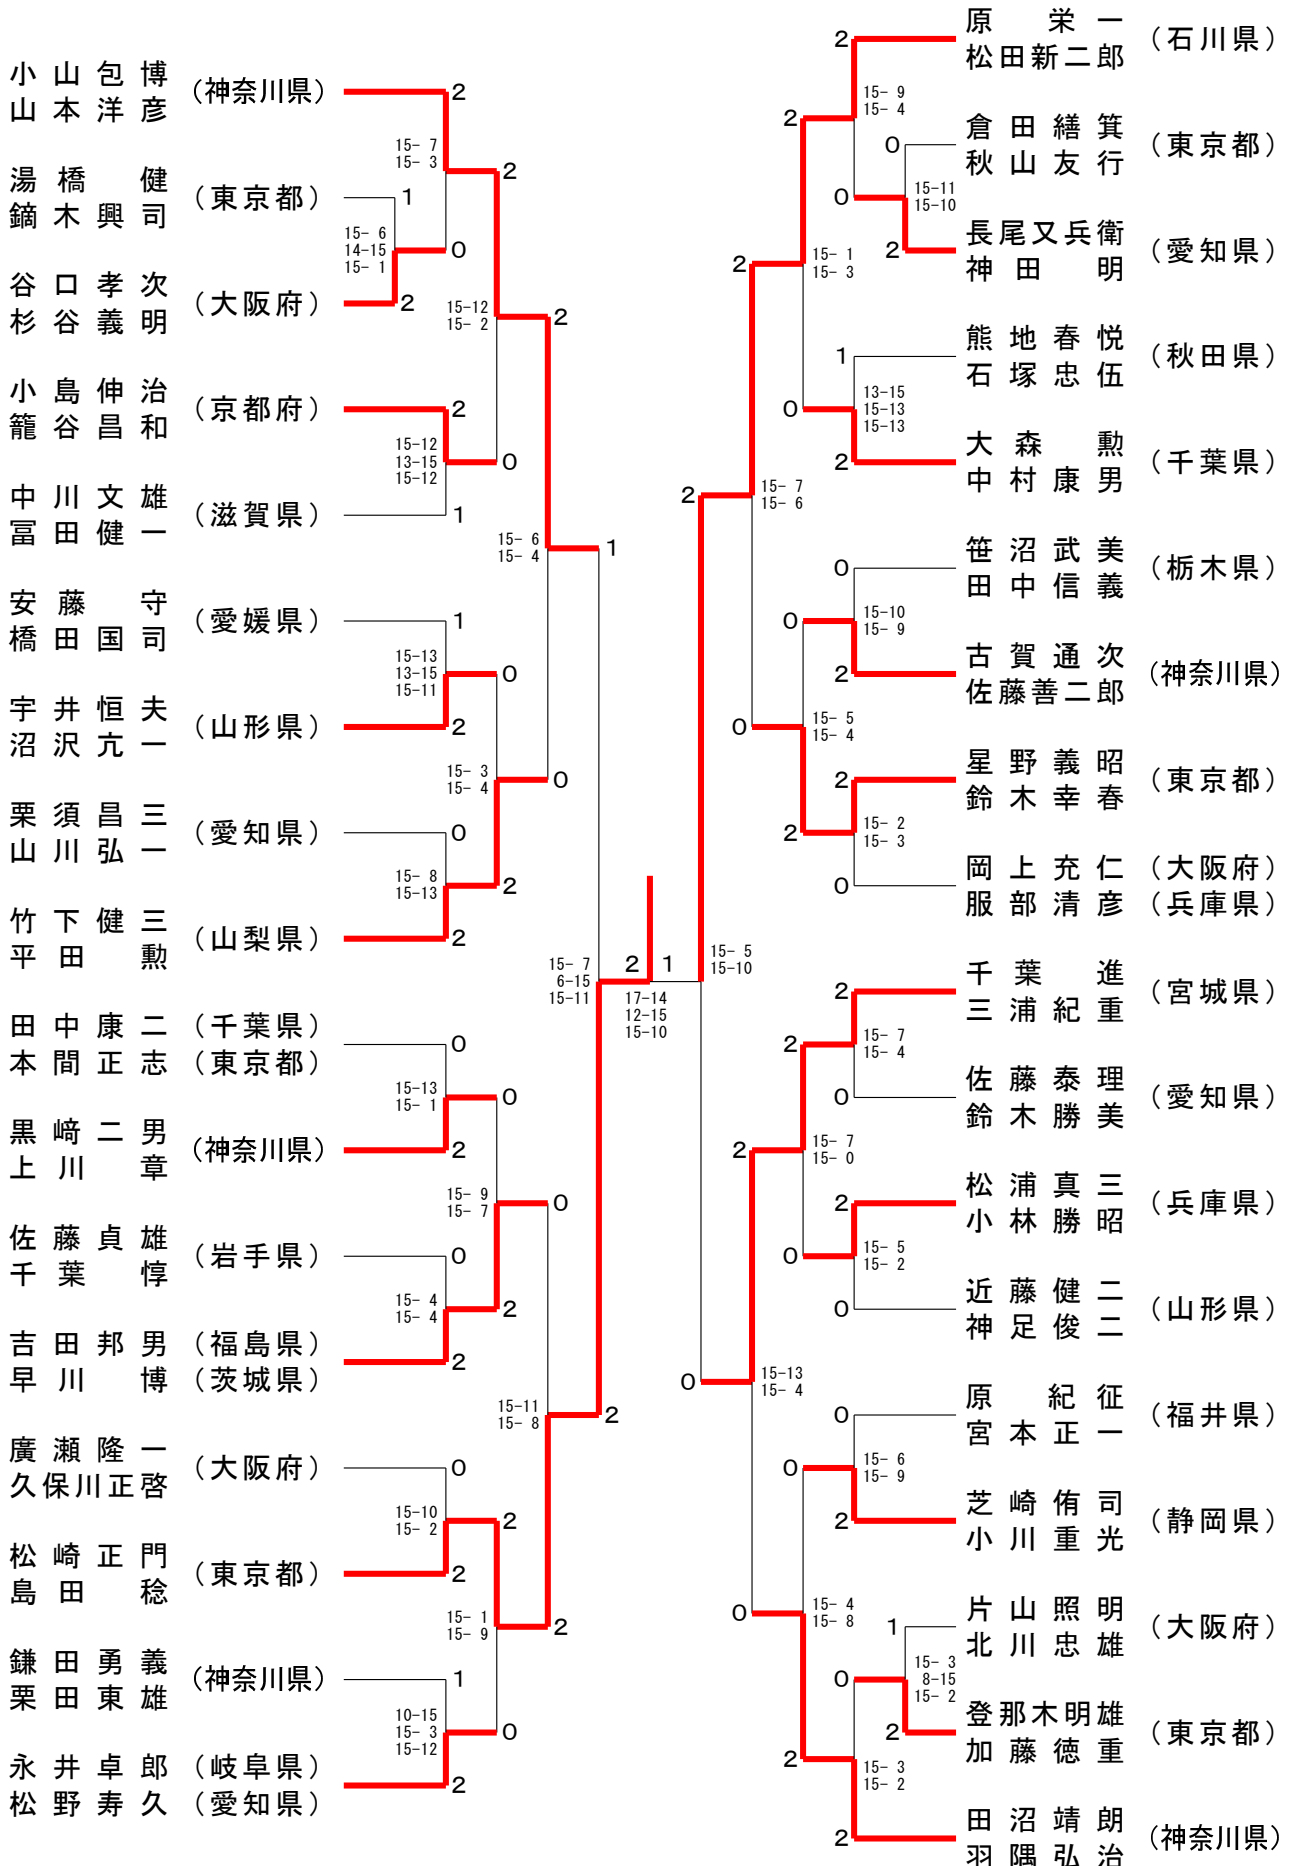 小山包博
山本洋彦
(神奈川県)
2
15- 7
15- 3
2
湯橋 健
鏑木興司
(東京都)
1
15- 6
14-15
15- 1
0
谷口孝次
杉谷義明
(大阪府)
2
15-12
15- 2
2
小島伸治
籠谷昌和
(京都府)
2
15-12
13-15
15-12
0
中川文雄
冨田健一
(滋賀県)
1
15- 6
15- 4
1
安藤 守
橋田国司
(愛媛県)
1
15-13
13-15
15-11
0
宇井恒夫
沼沢亢一
(山形県)
2
15- 3
15- 4
0
栗須昌三
山川弘一
(愛知県)
0
15- 8
15-13
2
竹下健三
平田 勲
(山梨県)
2
15- 7
6-15
15-11
2
1
17-14
12-15
15-10
田中康二 (千葉県)
本間正志 (東京都)
0
15-13
15- 1
0
黒﨑二男
上川 章
(神奈川県)
2
15- 9
15- 7
0
佐藤貞雄
千葉 惇
(岩手県)
0
15- 4
15- 4
2
吉田邦男 (福島県)
早川 博 (茨城県)
2
15-11
15- 8
2
廣瀬隆一
久保川正啓
(大阪府)
0
15-10
15- 2
2
松崎正門
島田 稔
(東京都)
2
15- 1
15- 9
2
鎌田勇義
栗田東雄
(神奈川県)
1
10-15
15- 3
15-12
0
永井卓郎 (岐阜県)
松野寿久 (愛知県)
2
原 栄一
松田新二郎
(石川県)
2
15- 9
15- 4
2
倉田繕箕
秋山友行
(東京都)
0
15-11
15-10
0
長尾又兵衛
神田 明
(愛知県)
2
15- 1
15- 3
2
熊地春悦
石塚忠伍
(秋田県)
1
13-15
15-13
15-13
0
大森 勲
中村康男
(千葉県)
2
15- 7
15- 6
2
笹沼武美
田中信義
(栃木県)
0
15-10
15- 9
0
古賀通次
佐藤善二郎
(神奈川県)
2
15- 5
15- 4
0
星野義昭
鈴木幸春
(東京都)
2
15- 2
15- 3
2
岡上充仁 (大阪府)
服部清彦 (兵庫県)
0
15- 5
15-10
千葉 進
三浦紀重
(宮城県)
2
15- 7
15- 4
2
佐藤泰理
鈴木勝美
(愛知県)
0
15- 7
15- 0
2
松浦真三
小林勝昭
(兵庫県)
2
15- 5
15- 2
0
近藤健二
神足俊二
(山形県)
0
15-13
15- 4
0
原 紀征
宮本正一
(福井県)
0
15- 6
15- 9
0
芝崎侑司
小川重光
(静岡県)
2
15- 4
15- 8
0
片山照明
北川忠雄
(大阪府)
1
15- 3
8-15
15- 2
0
登那木明雄
加藤徳重
(東京都)
2
15- 3
15- 2
2
田沼靖朗
羽隅弘治
(神奈川県)
2